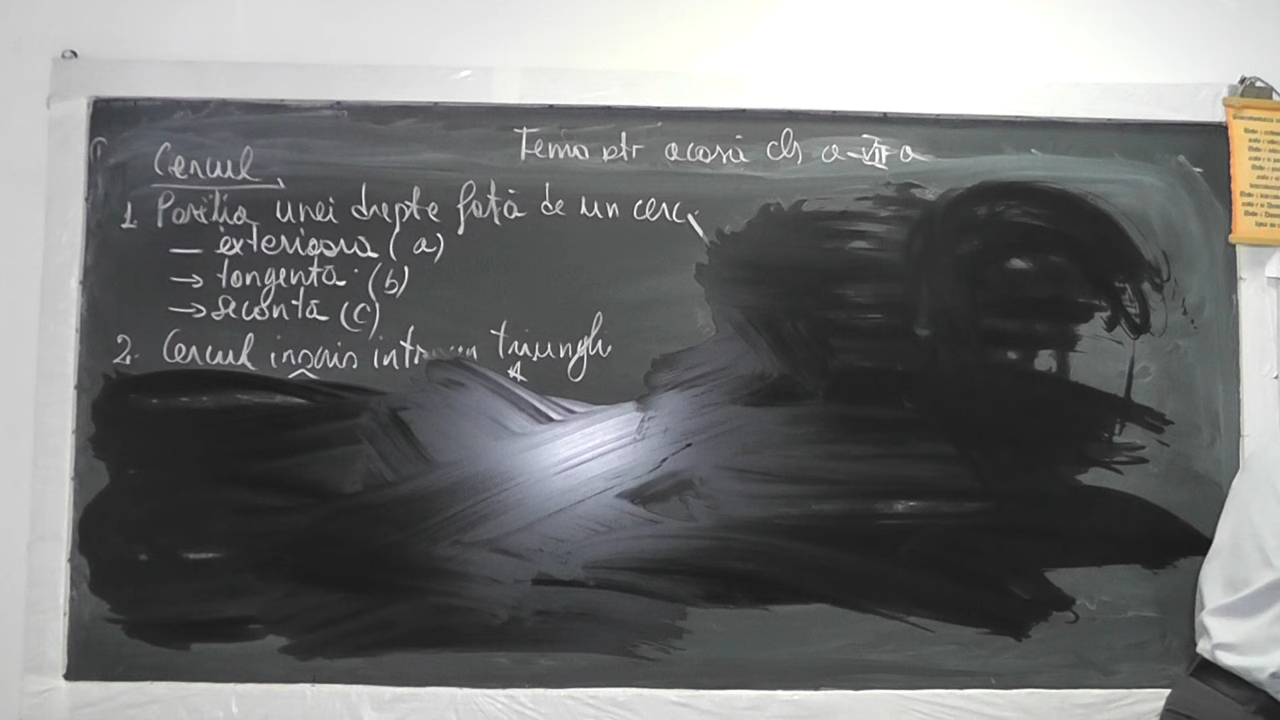 Tema ptr acasă cls a-VII a
Cercul
1. Poziția unei drepte față de un cerc
— exterioară (a)
→ tangentă (b)
→ secantă (c)
2. Cercul înscris într-un triunghi